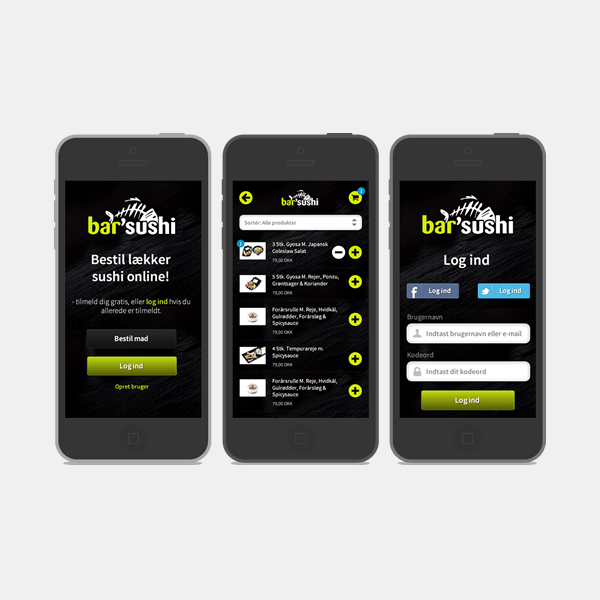 bar'sushi
Bestil lækker
sushi online!
- tilmeld dig gratis, eller log ind hvis du
allerede er tilmeldt.
Bestil mad
Log ind
Opret bruger
bar'sushi
1
Sortér: Alle produkter
1
3 Stk. Gyosa M. Japansk
Coleslaw Salat
79,00 DKK
5 Stk. Gyosa M. Rejer, Ponzu,
Grøntsager & Koriander
79,00 DKK
Forårsrulle M. Reje, Hvidkål,
Gulrødder, Forårsløg &
Spicysauce
79,00 DKK
4 Stk. Tempurareje m.
Spicysauce
79,00 DKK
Forårsrulle M. Reje, Hvidkål,
Gulrødder, Forårsløg &
Spicysauce
79,00 DKK
bar'sushi
Log ind
f Log ind
Log ind
Brugernavn
Indtast brugernavn eller e-mail
Kodeord
Indtast dit kodeord
Log ind